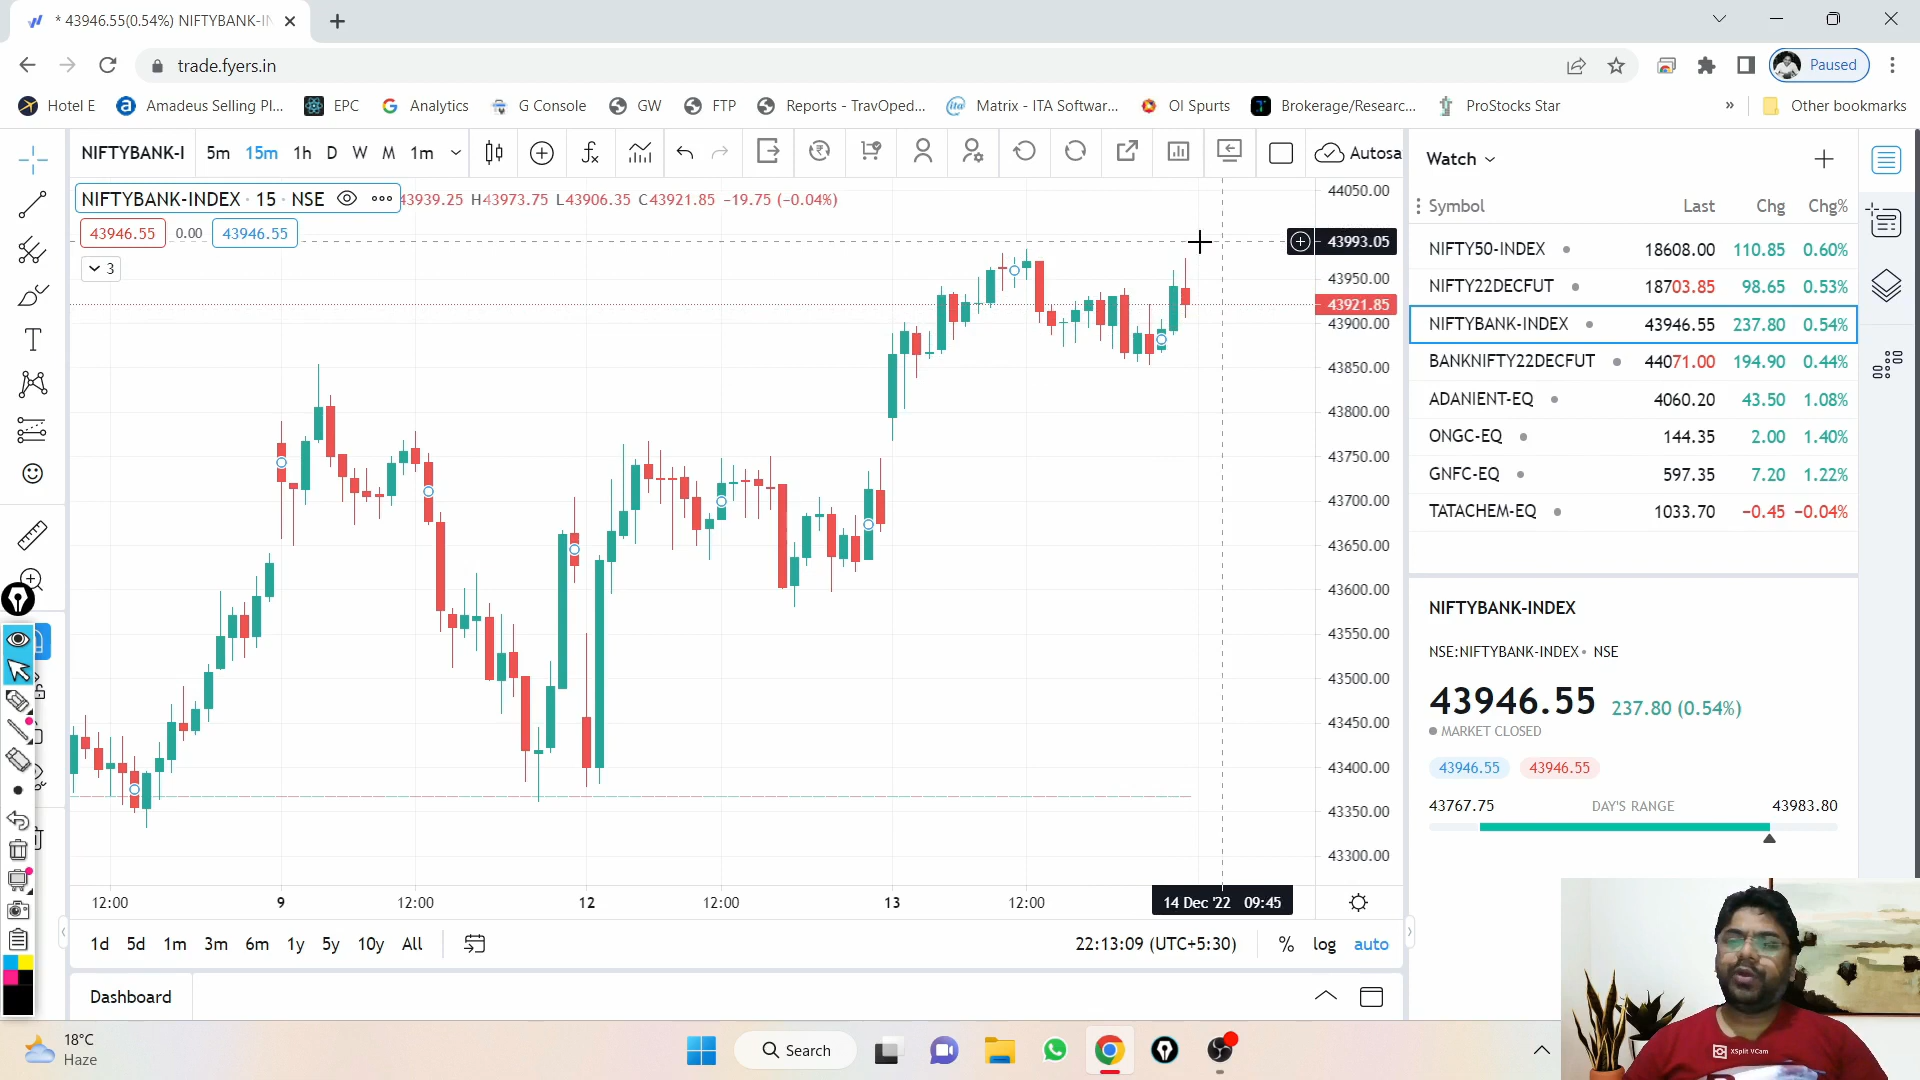 * 43946.55(0.54%) NIFTYBANK-IN
trade.fyers.in
Paused
Hotel E
Amadeus Selling Pl...
EPC
Analytics
G Console
GW
FTP
Reports - TravOped...
Matrix - ITA Softwar...
OI Spurts
Brokerage/Researc...
ProStocks Star
»
Other bookmarks
NIFTYBANK-I
5m 15m 1h D W M 1m
Autosa
NIFTYBANK-INDEX · 15 · NSE
43939.25 H43973.75 L43906.35 C43921.85 −19.75 (−0.04%)
43946.55 0.00 43946.55
3
44050.00
43993.05
43950.00
43921.85
43900.00
43850.00
43800.00
43750.00
43700.00
43650.00
43600.00
43550.00
43500.00
43450.00
43400.00
43350.00
43300.00
12:00 9 12:00 12 12:00 13 12:00
14 Dec '22 09:45
1d 5d 1m 3m 6m 1y 5y 10y All
22:13:09 (UTC+5:30)
% log auto
Dashboard
Watch
Symbol Last Chg Chg%
NIFTY50-INDEX 18608.00 110.85 0.60%
NIFTY22DECFUT 18703.85 98.65 0.53%
NIFTYBANK-INDEX 43946.55 237.80 0.54%
BANKNIFTY22DECFUT 44071.00 194.90 0.44%
ADANIENT-EQ 4060.20 43.50 1.08%
ONGC-EQ 144.35 2.00 1.40%
GNFC-EQ 597.35 7.20 1.22%
TATACHEM-EQ 1033.70 −0.45 −0.04%
NIFTYBANK-INDEX
NSE:NIFTYBANK-INDEX • NSE
43946.55 237.80 (0.54%)
MARKET CLOSED
43946.55 43946.55
43767.75 DAY'S RANGE 43983.80
XSplit VCam
18°C
Haze
Search